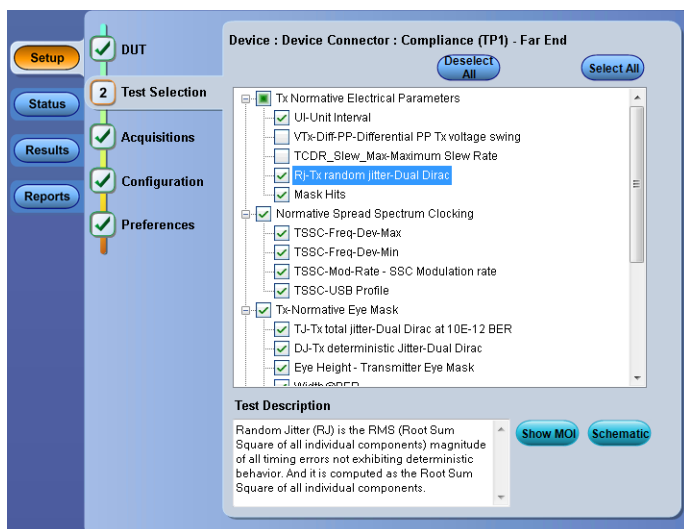 Setup
Status
Results
Reports
DUT
2 Test Selection
Acquisitions
Configuration
Preferences
Device : Device Connector : Compliance (TP1) - Far End
Deselect
All
Select All
Tx Normative Electrical Parameters
UI-Unit Interval
VTx-Diff-PP-Differential PP Tx voltage swing
TCDR_Slew_Max-Maximum Slew Rate
Rj-Tx random jitter-Dual Dirac
Mask Hits
Normative Spread Spectrum Clocking
TSSC-Freq-Dev-Max
TSSC-Freq-Dev-Min
TSSC-Mod-Rate - SSC Modulation rate
TSSC-USB Profile
Tx-Normative Eye Mask
TJ-Tx total jitter-Dual Dirac at 10E-12 BER
DJ-Tx deterministic Jitter-Dual Dirac
Eye Height - Transmitter Eye Mask
Width@BER
Test Description
Random Jitter (RJ) is the RMS (Root Sum
Square of all individual components) magnitude
of all timing errors not exhibiting deterministic
behavior. And it is computed as the Root Sum
Square of all individual components.
Show MOI
Schematic